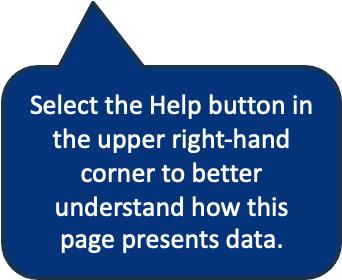 Select the Help button in
the upper right-hand
corner to better
understand how this
page presents data.